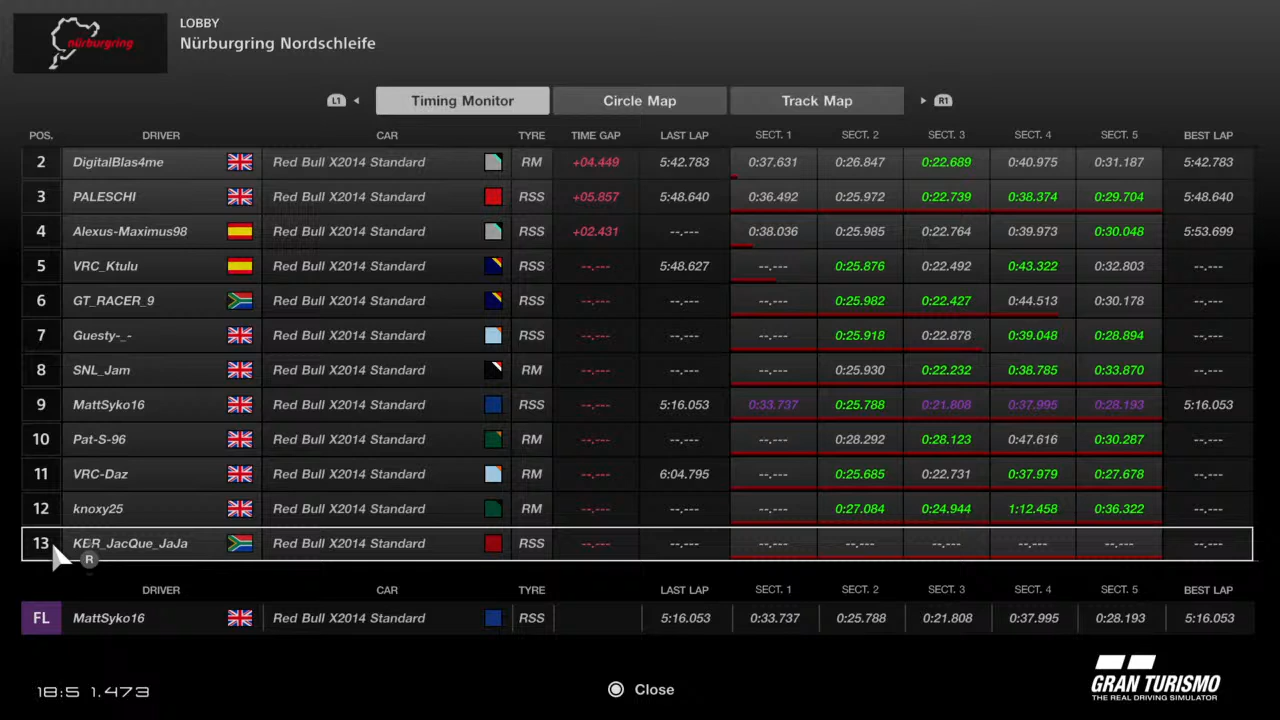 LOBBY
nürburgring
Nürburgring Nordschleife
L1 Timing Monitor Circle Map Track Map R1
POS. DRIVER CAR TYRE TIME GAP LAST LAP SECT. 1 SECT. 2 SECT. 3 SECT. 4 SECT. 5 BEST LAP
2 DigitalBlas4me Red Bull X2014 Standard RM +04.449 5:42.783 0:37.631 0:26.847 0:22.689 0:40.975 0:31.187 5:42.783
3 PALESCHI Red Bull X2014 Standard RSS +05.857 5:48.640 0:36.492 0:25.972 0:22.739 0:38.374 0:29.704 5:48.640
4 Alexus-Maximus98 Red Bull X2014 Standard RSS +02.431 --.--- 0:38.036 0:25.985 0:22.764 0:39.973 0:30.048 5:53.699
5 VRC_Ktulu Red Bull X2014 Standard RSS --.--- 5:48.627 --.--- 0:25.876 0:22.492 0:43.322 0:32.803 --.---
6 GT_RACER_9 Red Bull X2014 Standard RSS --.--- --.--- --.--- 0:25.982 0:22.427 0:44.513 0:30.178 --.---
7 Guesty-_- Red Bull X2014 Standard RSS --.--- --.--- --.--- 0:25.918 0:22.878 0:39.048 0:28.894 --.---
8 SNL_Jam Red Bull X2014 Standard RM --.--- --.--- --.--- 0:25.930 0:22.232 0:38.785 0:33.870 --.---
9 MattSyko16 Red Bull X2014 Standard RSS --.--- 5:16.053 0:33.737 0:25.788 0:21.808 0:37.995 0:28.193 5:16.053
10 Pat-S-96 Red Bull X2014 Standard RM --.--- --.--- --.--- 0:28.292 0:28.123 0:47.616 0:30.287 --.---
11 VRC-Daz Red Bull X2014 Standard RM --.--- 6:04.795 --.--- 0:25.685 0:22.731 0:37.979 0:27.678 --.---
12 knoxy25 Red Bull X2014 Standard RM --.--- --.--- --.--- 0:27.084 0:24.944 1:12.458 0:36.322 --.---
13 KBR_JacQue_JaJa Red Bull X2014 Standard RSS --.--- --.--- --.--- --.--- --.--- --.--- --.--- --.---
R
DRIVER CAR TYRE LAST LAP SECT. 1 SECT. 2 SECT. 3 SECT. 4 SECT. 5 BEST LAP
FL MattSyko16 Red Bull X2014 Standard RSS 5:16.053 0:33.737 0:25.788 0:21.808 0:37.995 0:28.193 5:16.053
18:5 1.473
Close
GRAN TURISMO
THE REAL DRIVING SIMULATOR